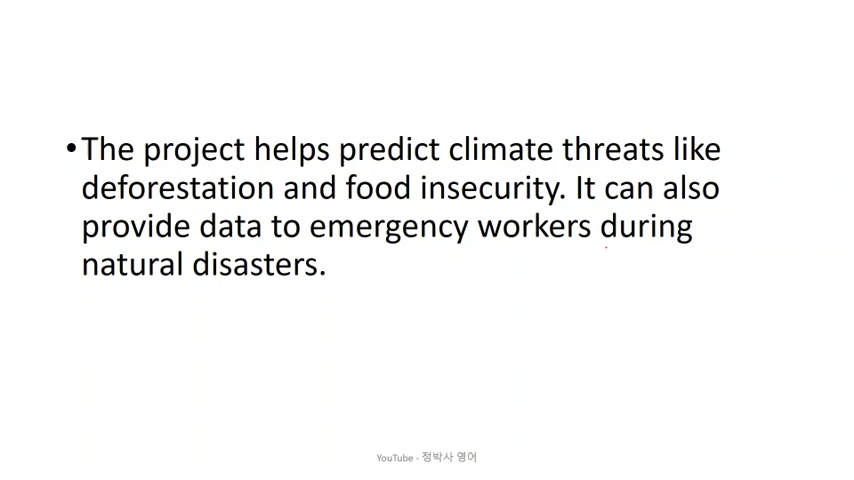 •The project helps predict climate threats like
deforestation and food insecurity. It can also
provide data to emergency workers during
natural disasters.
YouTube - 정박사 영어